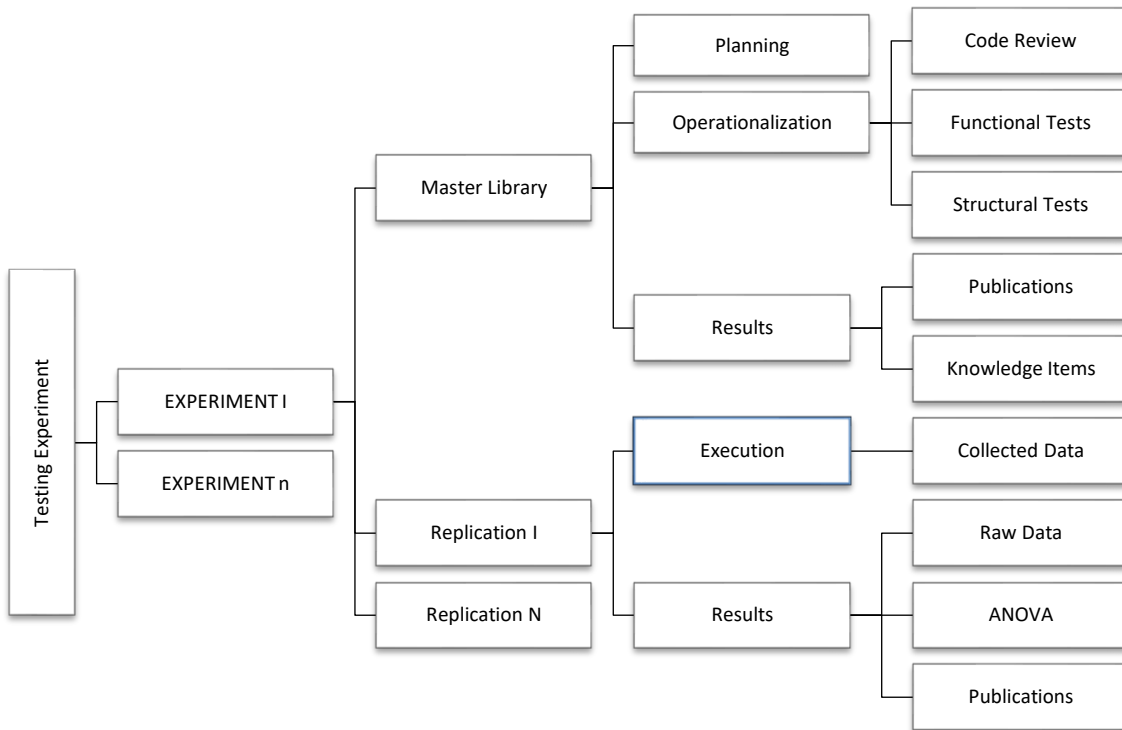 Testing Experiment
EXPERIMENT I
EXPERIMENT n
Master Library
Replication I
Replication N
Planning
Operationalization
Results
Execution
Results
Code Review
Functional Tests
Structural Tests
Publications
Knowledge Items
Collected Data
Raw Data
ANOVA
Publications